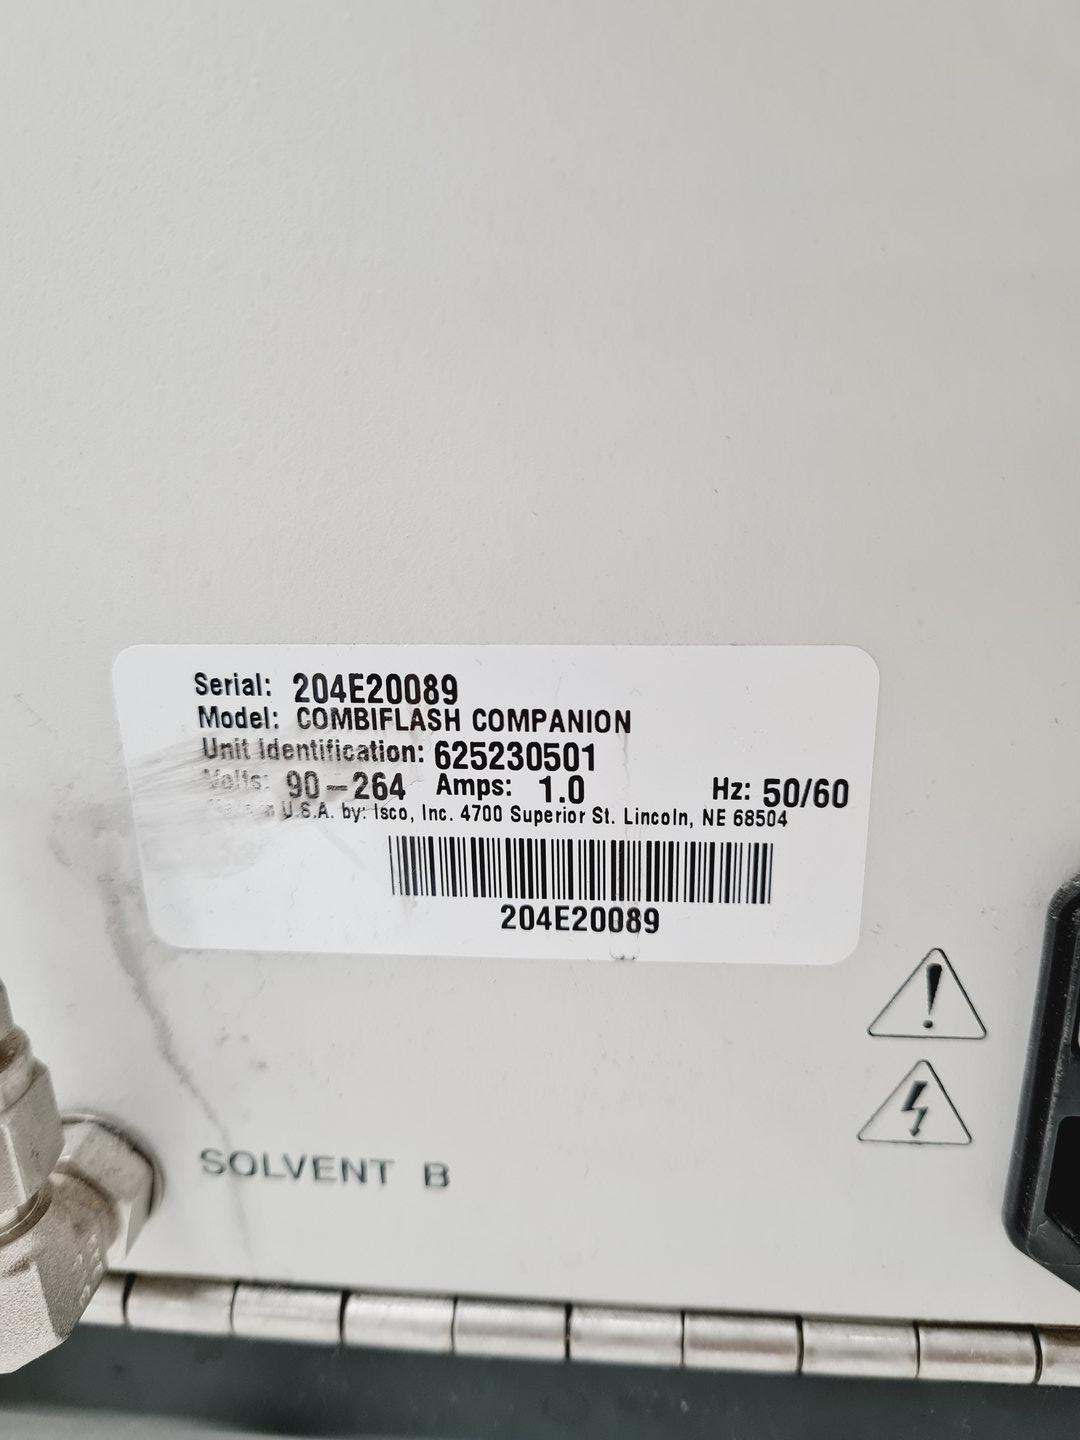 Serial: 204E20089
Model: COMBIFLASH COMPANION
Unit Identification: 625230501
Volts: 90-264 Amps: 1.0 Hz: 50/60
U.S.A. by: Isco, Inc. 4700 Superior St. Lincoln, NE 68504
204E20089
SOLVENT B